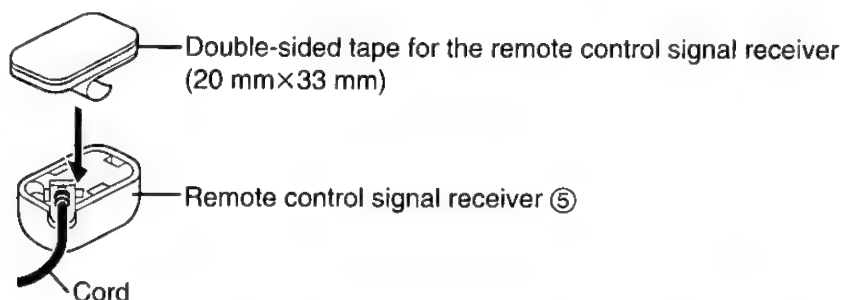 Double-sided tape for the remote control signal receiver
(20 mm×33 mm)
Remote control signal receiver ⑤
Cord